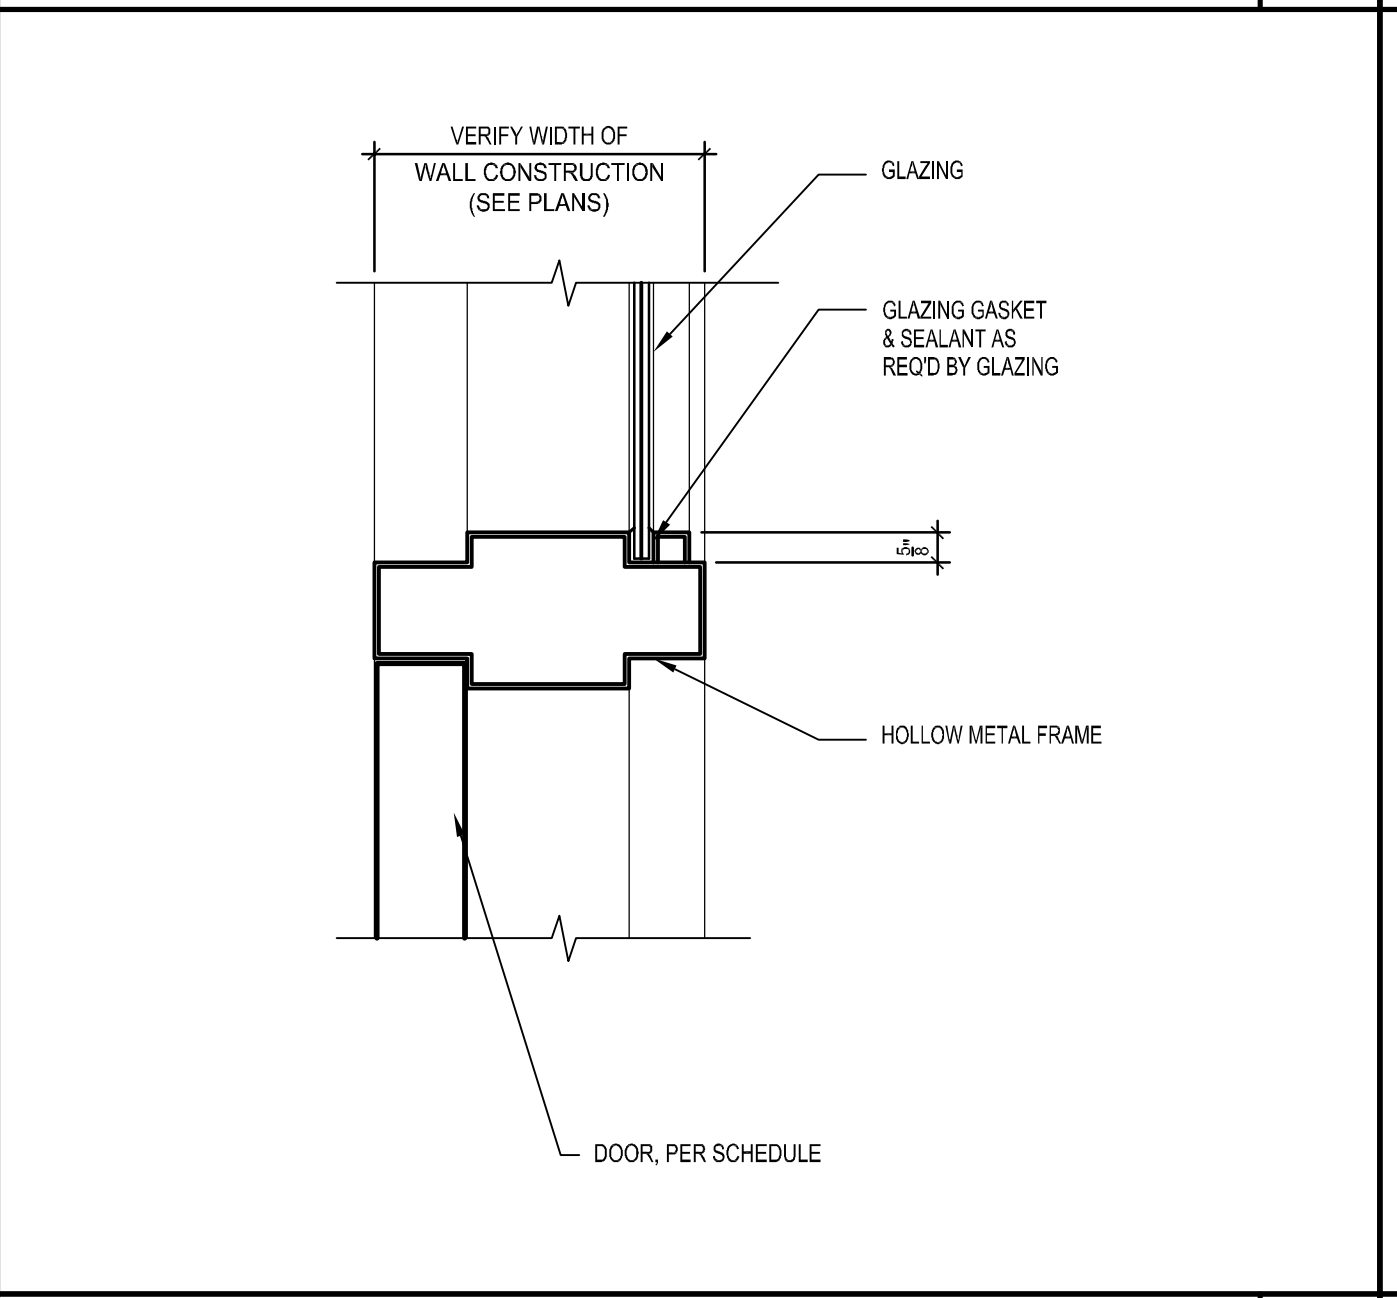 VERIFY WIDTH OF
WALL CONSTRUCTION
(SEE PLANS)
GLAZING
GLAZING GASKET
& SEALANT AS
REQ'D BY GLAZING
5"
8
HOLLOW METAL FRAME
DOOR, PER SCHEDULE